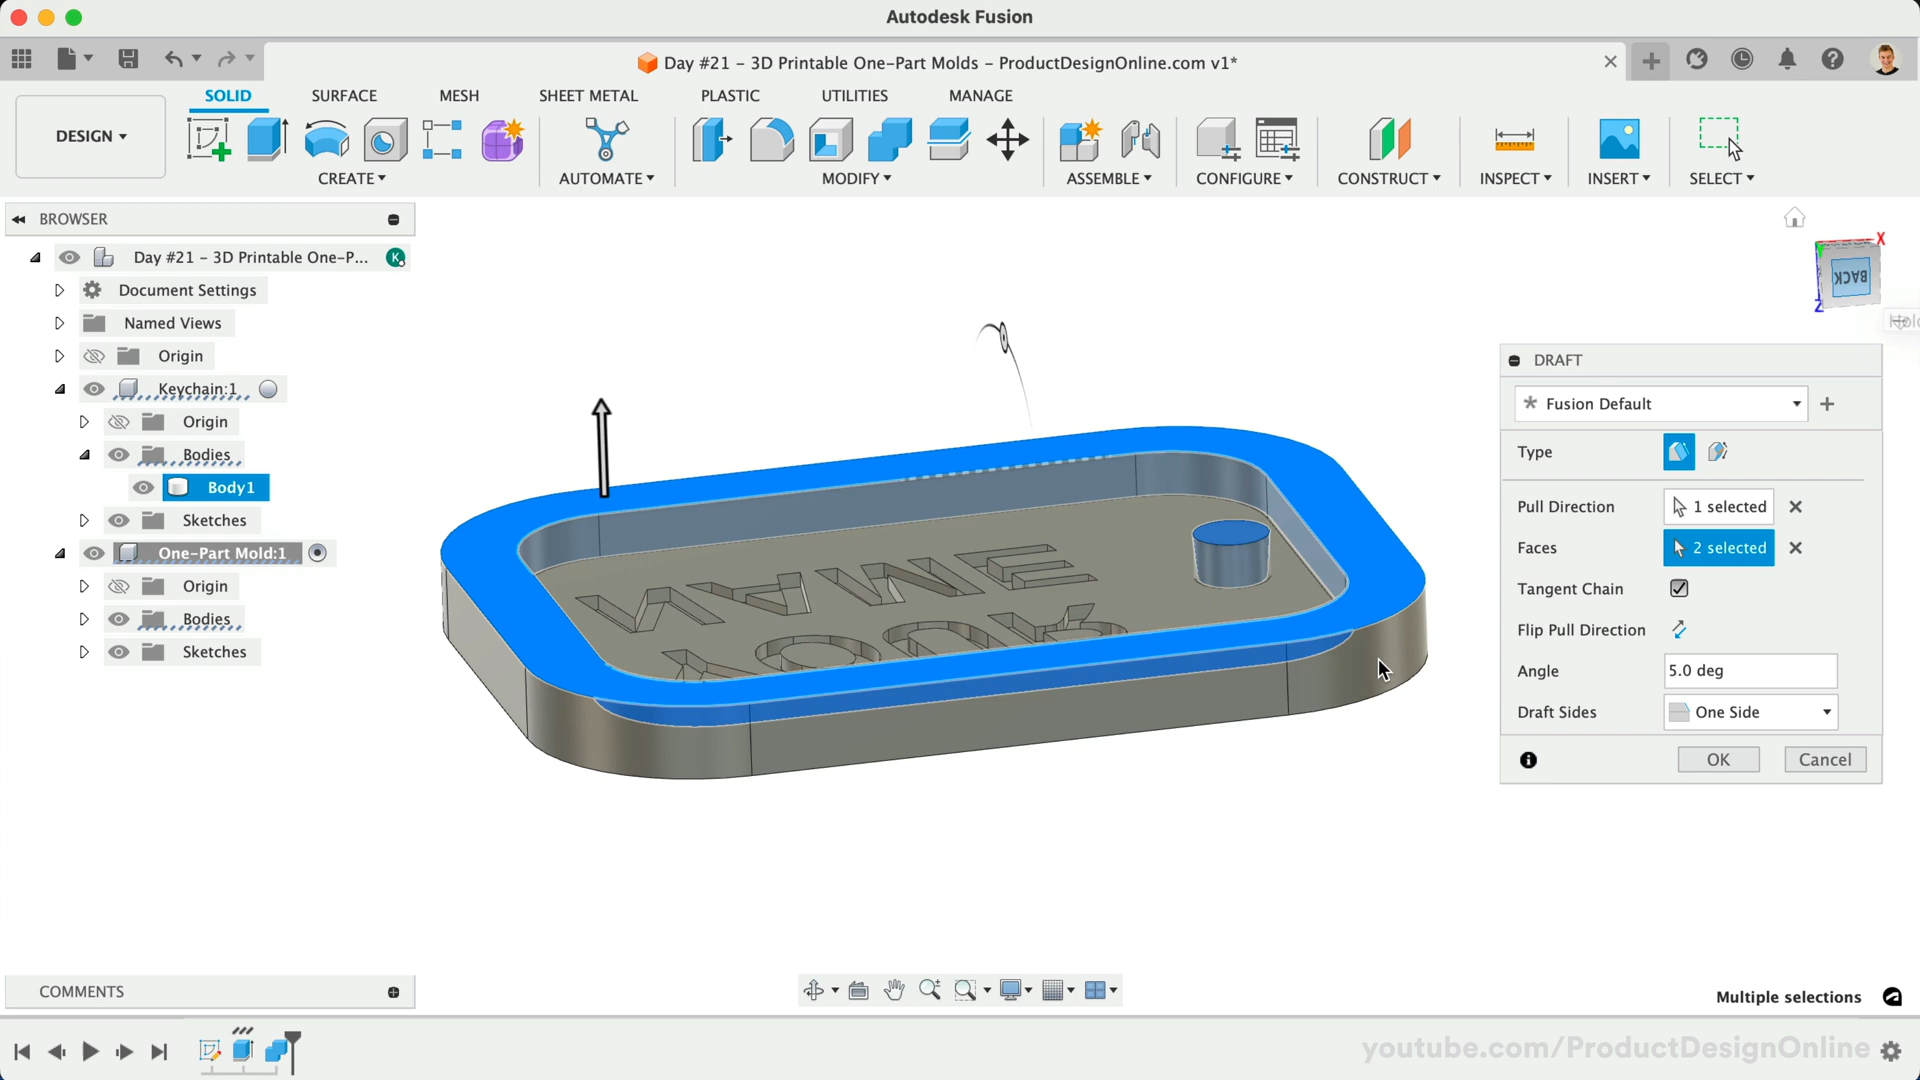 Autodesk Fusion
Day #21 - 3D Printable One-Part Molds - ProductDesignOnline.com v1*
SOLID SURFACE MESH SHEET METAL PLASTIC UTILITIES MANAGE
DESIGN
CREATE AUTOMATE MODIFY ASSEMBLE CONFIGURE CONSTRUCT INSPECT INSERT SELECT
BROWSER
Day #21 - 3D Printable One-P...
K
Document Settings
Named Views
Origin
Keychain:1
Origin
Bodies
Body1
Sketches
One-Part Mold:1
Origin
Bodies
Sketches
X
BACK
Z
YOUR
NAME
DRAFT
Fusion Default
Type
Pull Direction 1 selected
Faces 2 selected
Tangent Chain
Flip Pull Direction
Angle 5.0 deg
Draft Sides One Side
OK Cancel
COMMENTS
Multiple selections
youtube.com/ProductDesignOnline